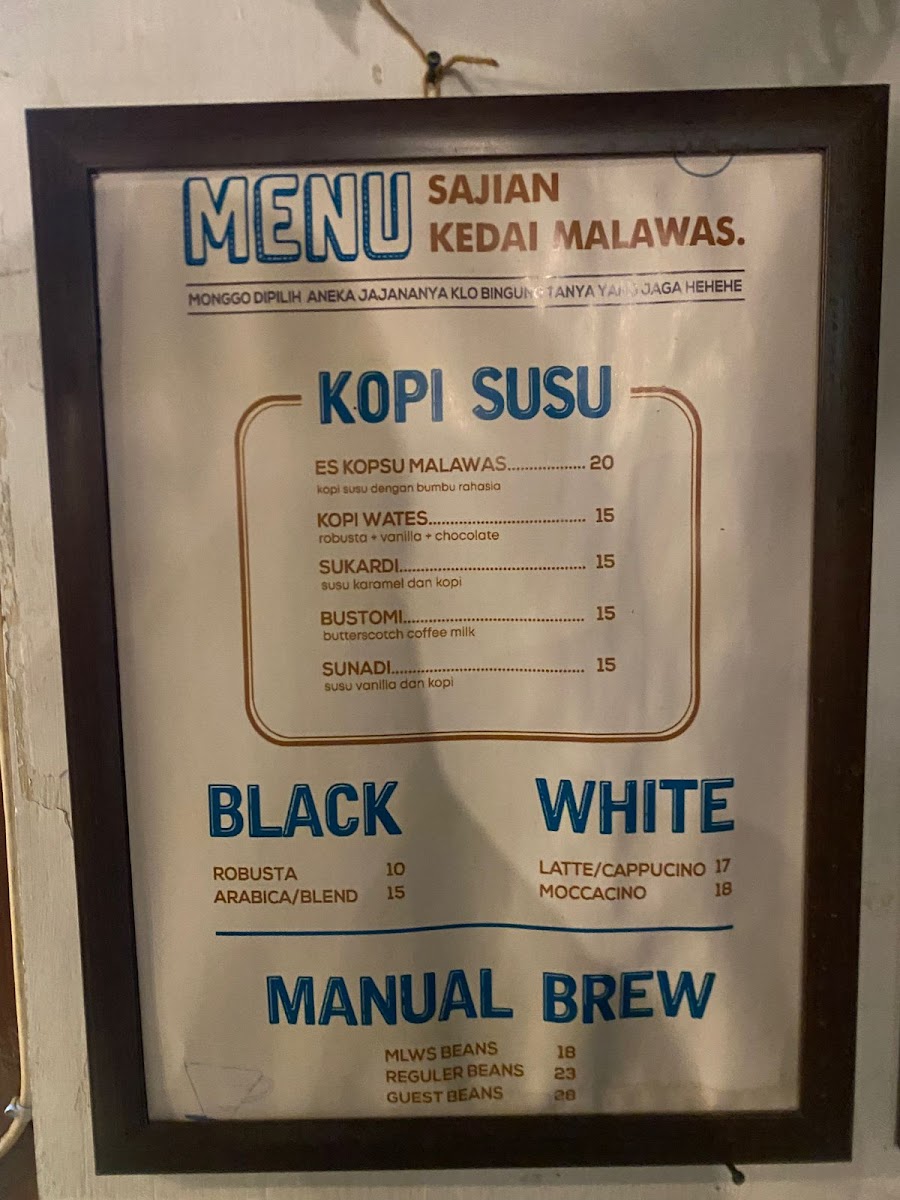 MENU SAJIAN
KEDAI MALAWAS.
MONGGO DIPILIH ANEKA JAJANANYA KLO BINGUNG TANYA YANG JAGA HEHEHE
KOPI SUSU
ES KOPSU MALAWAS.................. 20
kopi susu dengan bumbu rahasia
KOPI WATES.................................... 15
robusta + vanilla + chocolate
SUKARDI........................................... 15
susu karamel dan kopi
BUSTOMI.......................................... 15
butterscotch coffee milk
SUNADI............................................. 15
susu vanilla dan kopi
BLACK
ROBUSTA 10
ARABICA/BLEND 15
WHITE
LATTE/CAPPUCINO 17
MOCCACINO 18
MANUAL BREW
MLWS BEANS 18
REGULER BEANS 23
GUEST BEANS 28